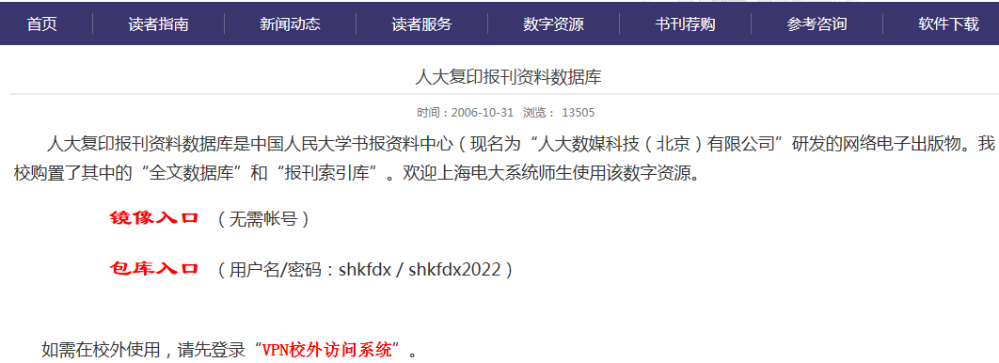 首页 读者指南 新闻动态 读者服务 数字资源 书刊荐购 参考咨询 软件下载
人大复印报刊资料数据库
时间：2006-10-31 浏览： 13505
人大复印报刊资料数据库是中国人民大学书报资料中心（现名为“人大数媒科技（北京）有限公司”研发的网络电子出版物。我
校购置了其中的“全文数据库”和“报刊索引库”。欢迎上海电大系统师生使用该数字资源。
镜像入口 （无需帐号）
包库入口 （用户名/密码：shkfdx / shkfdx2022）
如需在校外使用，请先登录“VPN校外访问系统”。